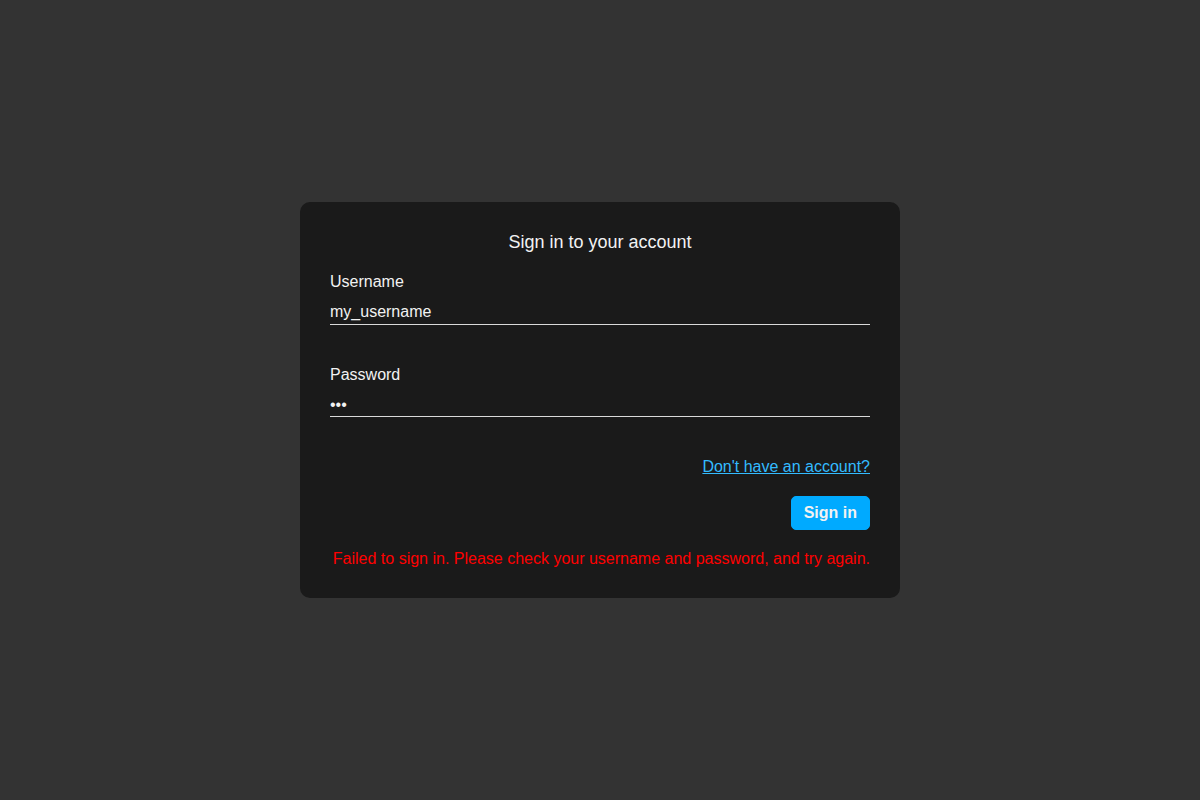 Sign in to your account
Username
my_username
Password
•••
Don't have an account?
Sign in
Failed to sign in. Please check your username and password, and try again.